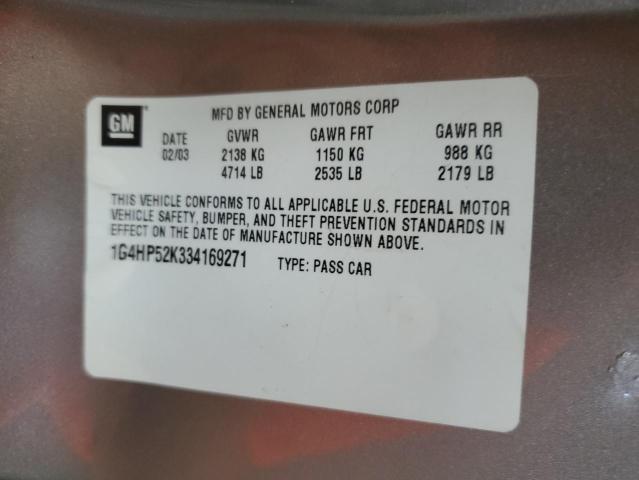 GM
MFD BY GENERAL MOTORS CORP
DATE GVWR GAWR FRT GAWR RR
02/03 2138 KG 1150 KG 988 KG
4714 LB 2535 LB 2179 LB
THIS VEHICLE CONFORMS TO ALL APPLICABLE U.S. FEDERAL MOTOR
VEHICLE SAFETY, BUMPER, AND THEFT PREVENTION STANDARDS IN
EFFECT ON THE DATE OF MANUFACTURE SHOWN ABOVE.
1G4HP52K334169271 TYPE: PASS CAR